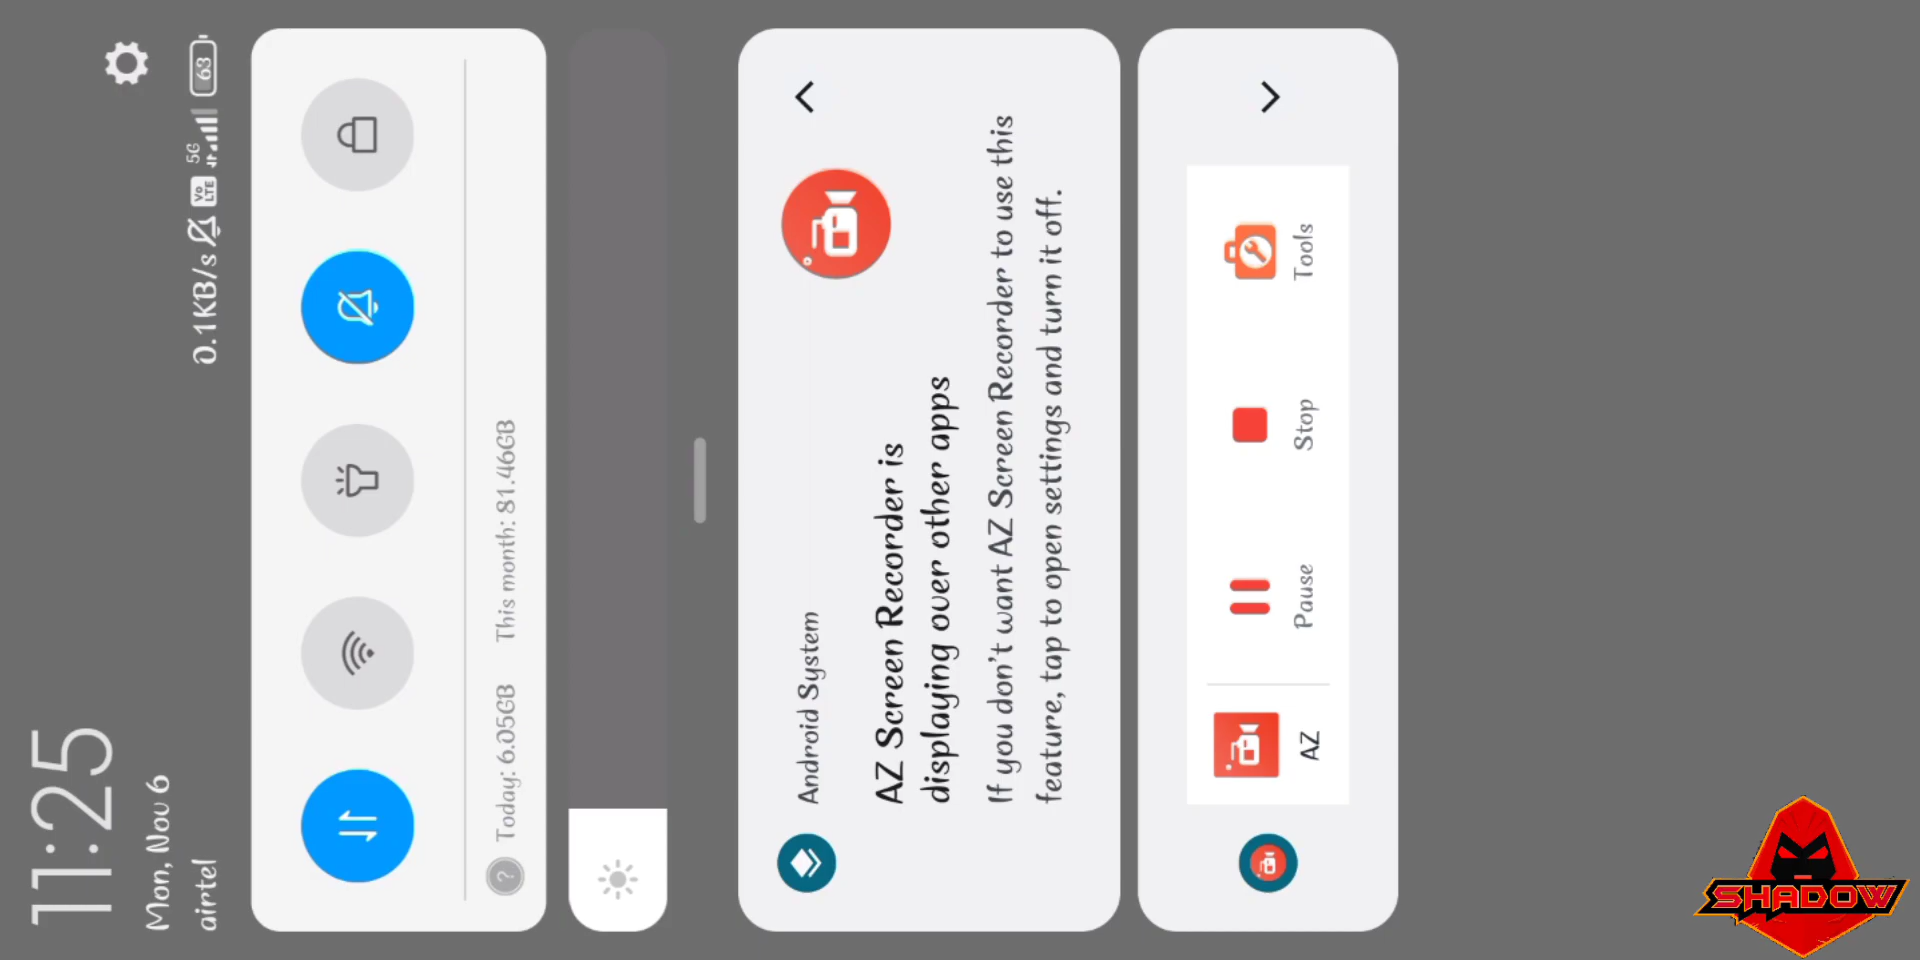 11:25
Mon, Nov 6
airtel
0.1KB/s
Vo
LTE
5G
63
? Today: 6.05GB This month: 81.46GB
Android System
AZ Screen Recorder is
displaying over other apps
If you don't want AZ Screen Recorder to use this
feature, tap to open settings and turn it off.
AZ
Pause
Stop
Tools
SHADOW